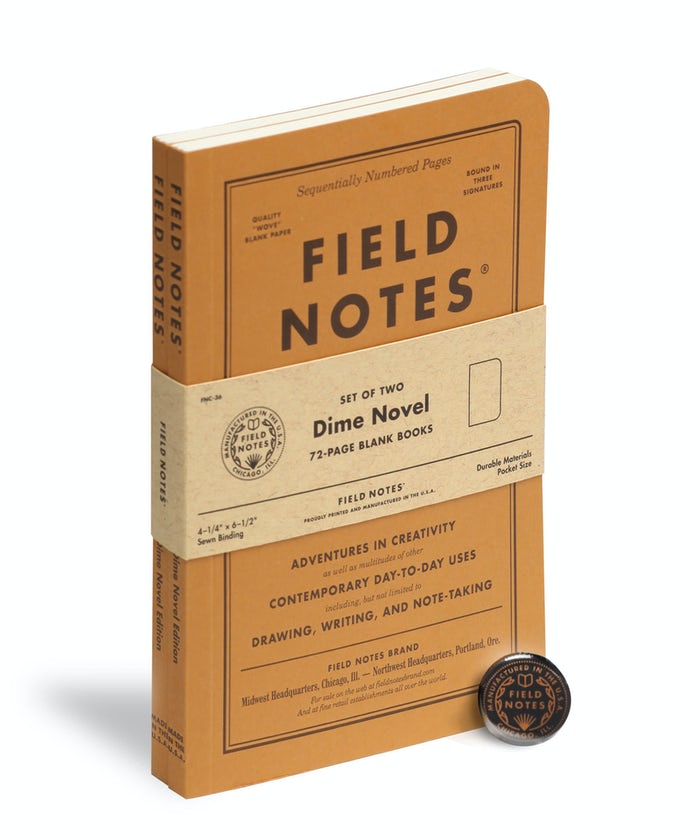 Sequentially Numbered Pages
QUALITY
"WOVE"
BLANK PAPER
BOUND IN
THREE
SIGNATURES
FIELD
NOTES®
FNC-36
SET OF TWO
Dime Novel
72-PAGE BLANK BOOKS
MANUFACTURED IN THE U.S.A.
FIELD
NOTES
CHICAGO, ILL.
4-1/4" x 6-1/2"
Sewn Binding
FIELD NOTES®
PROUDLY PRINTED AND MANUFACTURED IN THE U.S.A.
Durable Materials
Pocket Size
ADVENTURES IN CREATIVITY
as well as multitudes of other
CONTEMPORARY DAY-TO-DAY USES
including, but not limited to
DRAWING, WRITING, AND NOTE-TAKING
FIELD NOTES BRAND
Midwest Headquarters, Chicago, Ill. — Northwest Headquarters, Portland, Ore.
For sale on the web at fieldnotesbrand.com
And at fine retail establishments all over the world.
FIELD NOTES®
FIELD NOTES®
FIELD NOTES®
Dime Novel Edition
Dime Novel Edition
MADE
IN THE
U.S.A.
MADE
IN THE
U.S.A.
MANUFACTURED IN THE U.S.A.
FIELD
NOTES
CHICAGO, ILL.